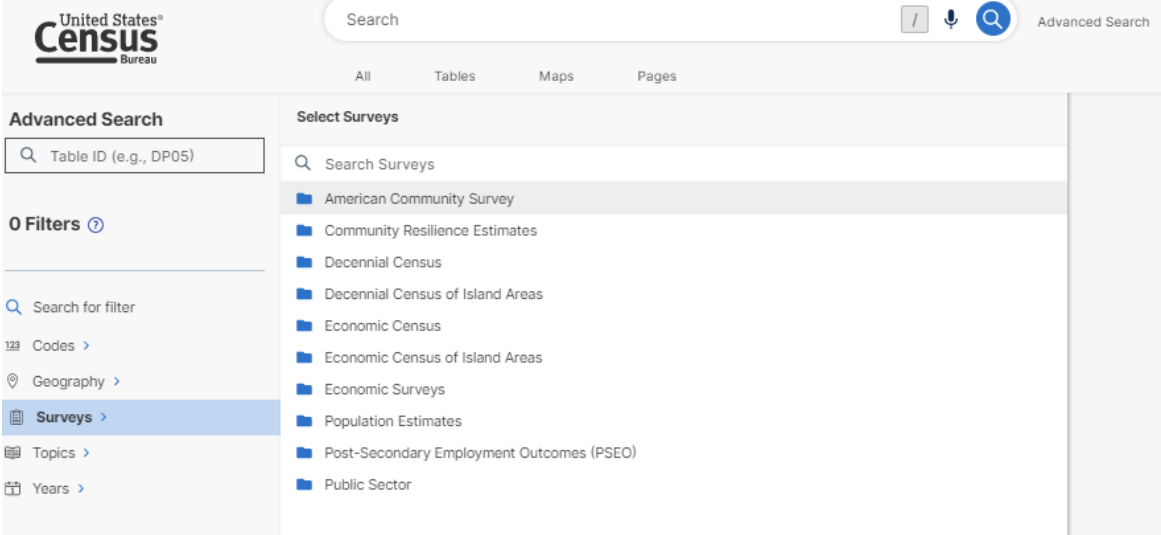 United States®
Census
Bureau
Search
/
Advanced Search
All Tables Maps Pages
Advanced Search
Table ID (e.g., DP05)
0 Filters ?
Search for filter
123 Codes >
Geography >
Surveys >
Topics >
1 Years >
Select Surveys
Search Surveys
American Community Survey
Community Resilience Estimates
Decennial Census
Decennial Census of Island Areas
Economic Census
Economic Census of Island Areas
Economic Surveys
Population Estimates
Post-Secondary Employment Outcomes (PSEO)
Public Sector